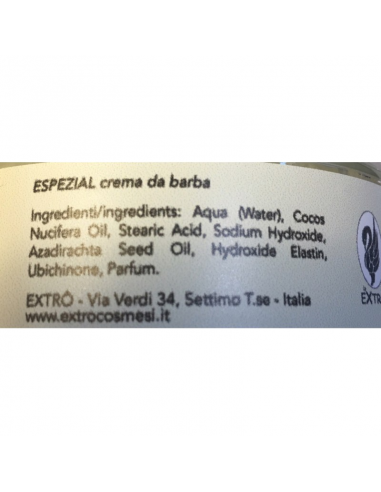 ESPEZIAL crema da barba
Ingredienti/ingredients: Aqua (Water), Cocos
Nucifera Oil, Stearic Acid, Sodium Hydroxide,
Azadirachta Seed Oil, Hydroxide Elastin,
Ubichinone, Parfum.
EXTRÒ - Via Verdi 34, Settimo T.se - Italia
www.extrocosmesi.it
EXTRÒ